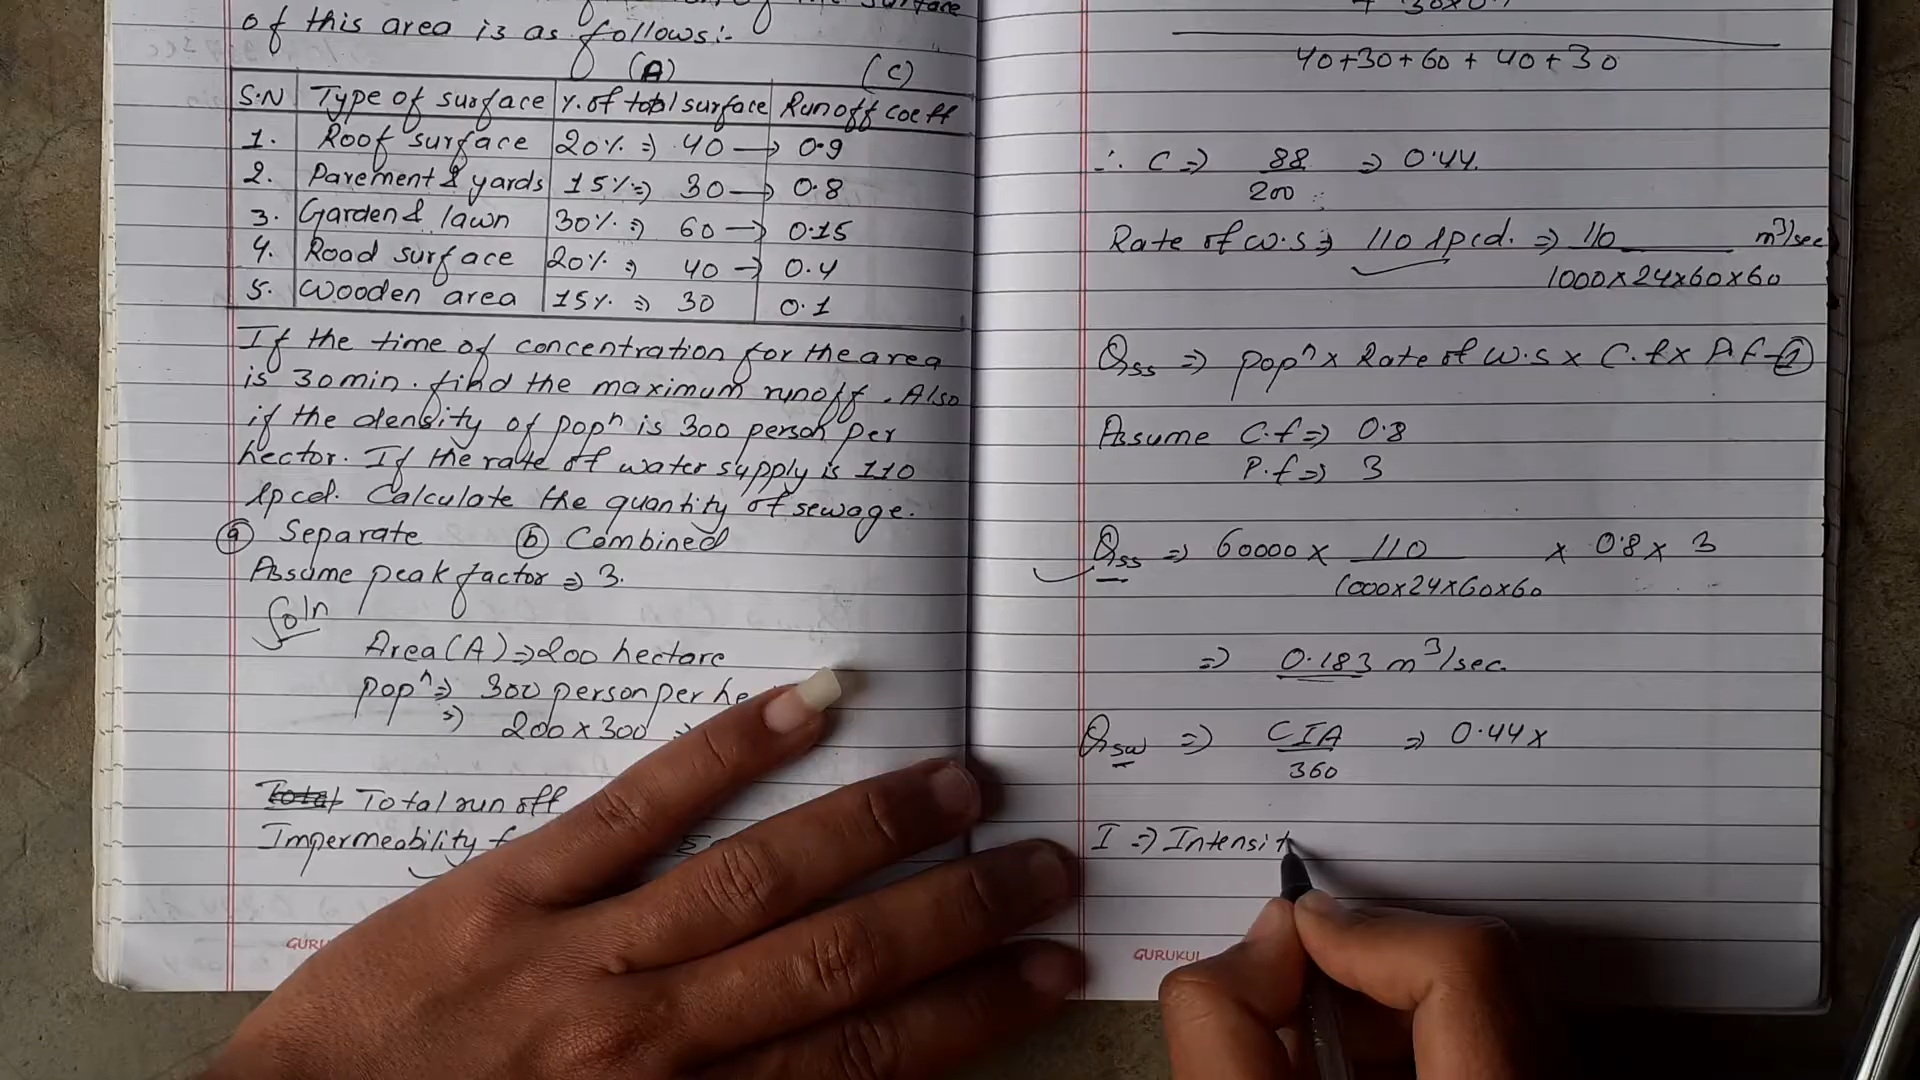 of this area is as follows:-
(A) (C)
S.N Type of surface %. of total surface Runoff coeff
1. Roof surface 20% => 40 → 0.9
2. Pavement & yards 15% => 30 → 0.8
3. Garden & lawn 30% => 60 → 0.15
4. Road surface 20% => 40 → 0.4
5. Wooden area 15% => 30 0.1
If the time of concentration for the area
is 30 min. find the maximum runoff. Also
if the density of popⁿ is 300 person per
hector. If the rate of water supply is 110
lpcd. Calculate the quantity of sewage.
(a) Separate (b) Combined
Assume peak factor => 3.
Soln
Area (A) => 200 hectare
popⁿ => 300 person per he
=> 200 x 300 =>
Total run off
Impermeability f
GURU
40+30+60+40+30
∴ C => 88/200 => 0.44.
Rate of w.s => 110 lpcd. => 110/1000x24x60x60 m³/sec
Qss => popⁿ x Rate of w.s x C.f x P.f -(2)
Assume C.f => 0.8
P.f => 3
Qss => 60000 x 110/1000x24x60x60 x 0.8 x 3
=> 0.183 m³/sec.
Qsw => CIA/360 => 0.44 x
I => Intensit
GURUKUL